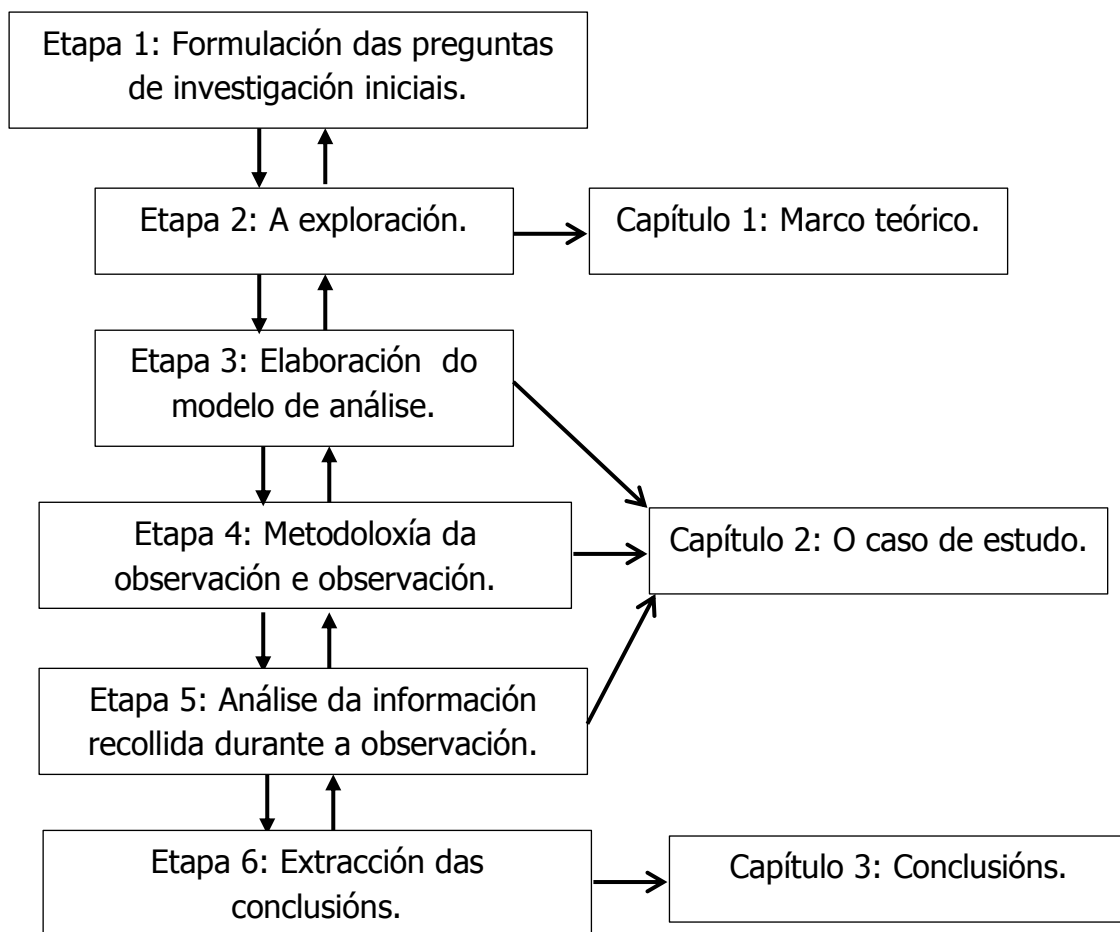 Etapa 1: Formulación das preguntas
de investigación iniciais.
Etapa 2: A exploración.
Capítulo 1: Marco teórico.
Etapa 3: Elaboración do
modelo de análise.
Etapa 4: Metodoloxía da
observación e observación.
Capítulo 2: O caso de estudo.
Etapa 5: Análise da información
recollida durante a observación.
Etapa 6: Extracción das
conclusións.
Capítulo 3: Conclusións.